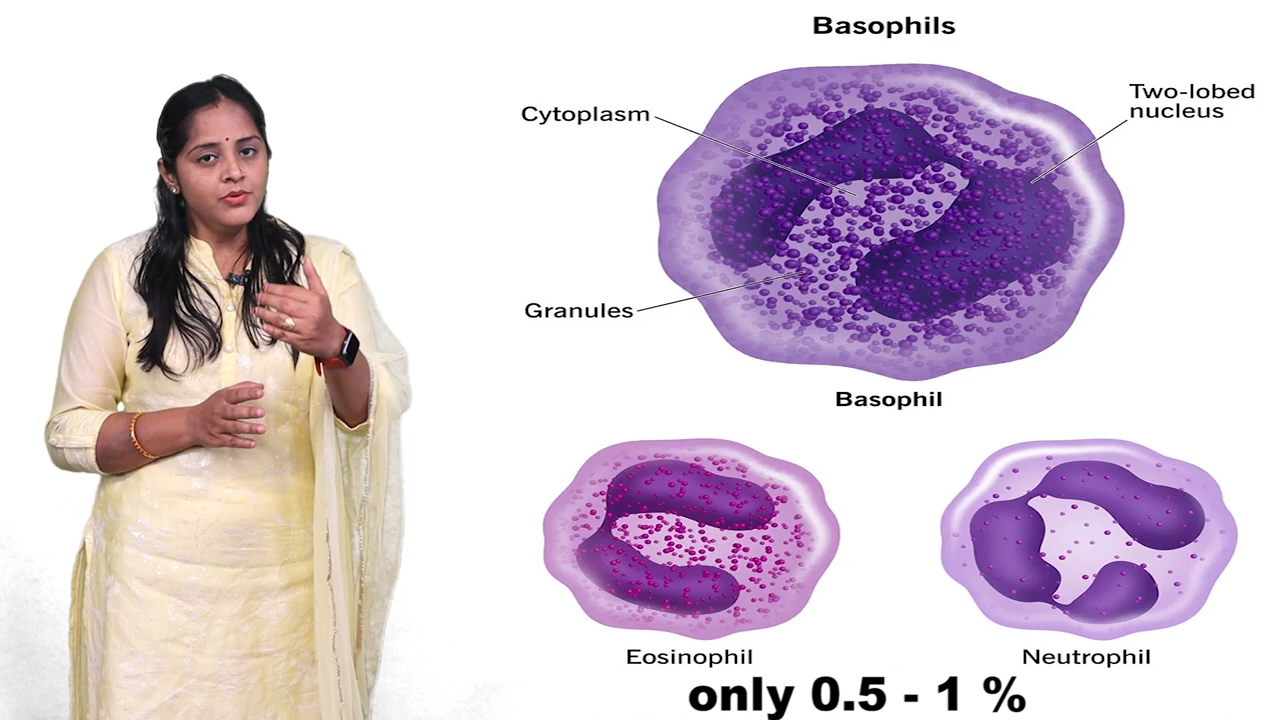 Basophils
Cytoplasm
Two-lobed
nucleus
Granules
Basophil
Eosinophil
Neutrophil
only 0.5 - 1 %